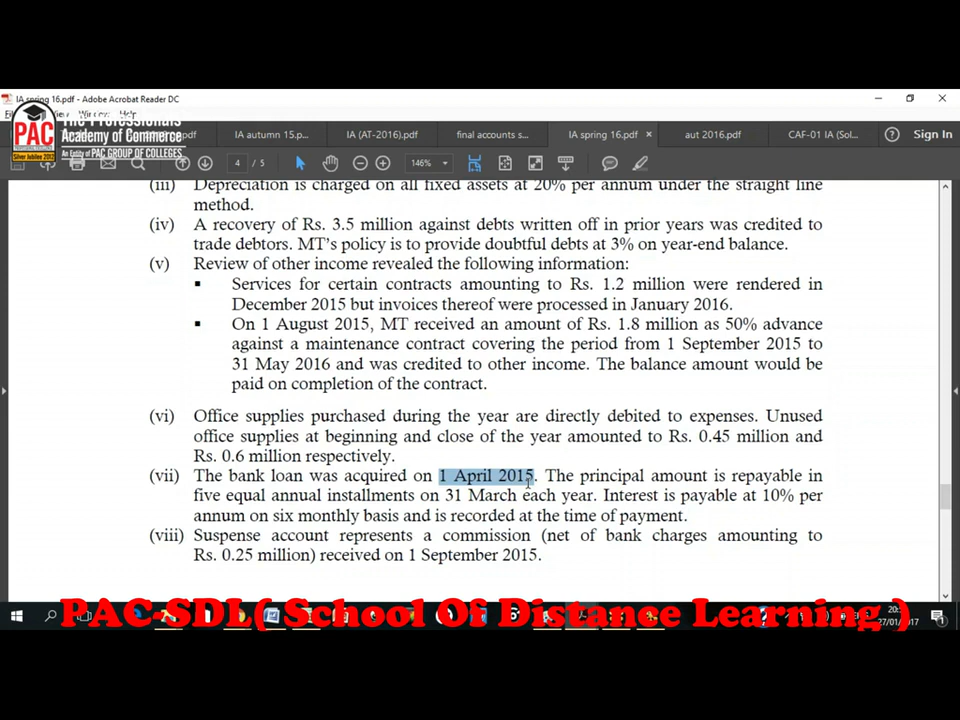 IA spring 16.pdf - Adobe Acrobat Reader DC
Window Help
PAC
Silver Jubilee 2013
The Professionals
Academy of Commerce
An Entity of PAC GROUP OF COLLEGES
.pdf
IA autumn 15.p...
IA (AT-2016).pdf
final accounts s...
IA spring 16.pdf ×
aut 2016.pdf
CAF-01 IA (Sol...
Sign In
4 / 5
146%
(iii) Depreciation is charged on all fixed assets at 20% per annum under the straight line
method.
(iv) A recovery of Rs. 3.5 million against debts written off in prior years was credited to
trade debtors. MT's policy is to provide doubtful debts at 3% on year-end balance.
(v) Review of other income revealed the following information:
▪ Services for certain contracts amounting to Rs. 1.2 million were rendered in
December 2015 but invoices thereof were processed in January 2016.
▪ On 1 August 2015, MT received an amount of Rs. 1.8 million as 50% advance
against a maintenance contract covering the period from 1 September 2015 to
31 May 2016 and was credited to other income. The balance amount would be
paid on completion of the contract.
(vi) Office supplies purchased during the year are directly debited to expenses. Unused
office supplies at beginning and close of the year amounted to Rs. 0.45 million and
Rs. 0.6 million respectively.
(vii) The bank loan was acquired on 1 April 2015. The principal amount is repayable in
five equal annual installments on 31 March each year. Interest is payable at 10% per
annum on six monthly basis and is recorded at the time of payment.
(viii) Suspense account represents a commission (net of bank charges amounting to
Rs. 0.25 million) received on 1 September 2015.
PAC-SDL( School Of Distance Learning )
27/01/2017